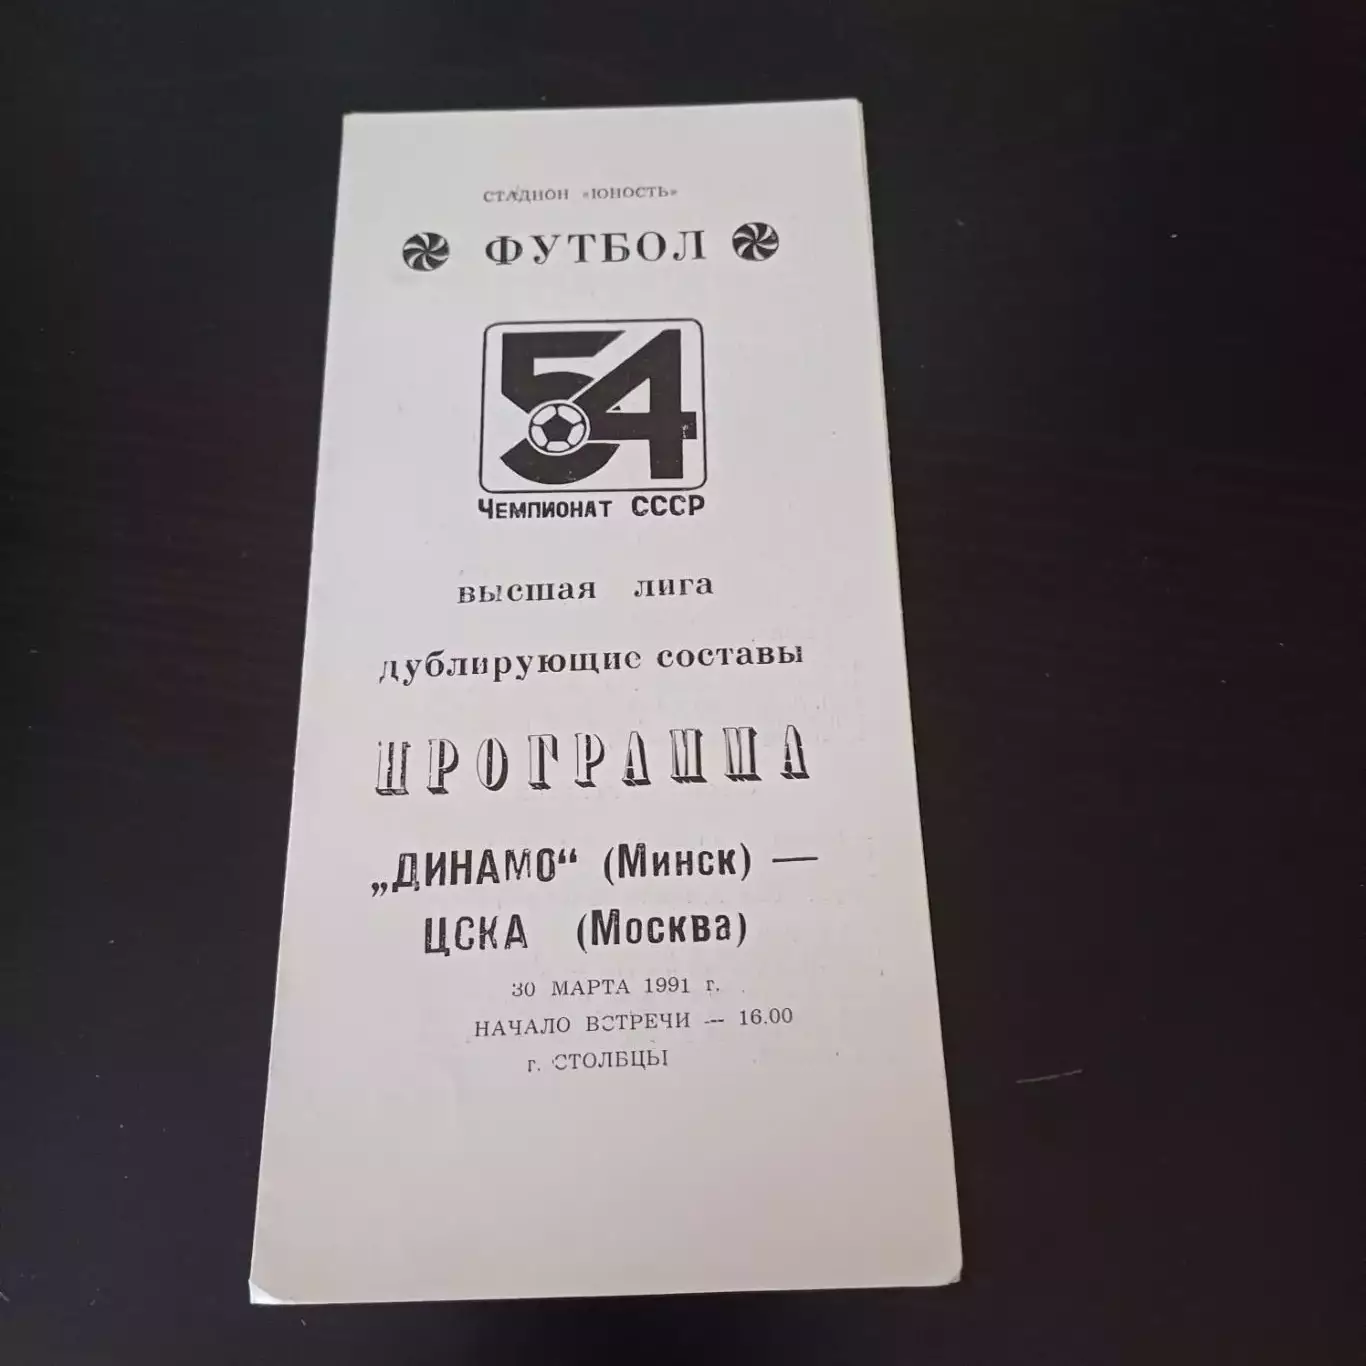 СТАДИОН «ЮНОСТЬ»
ФУТБОЛ
54
Чемпионат СССР
высшая лига
дублирующие составы
ПРОГРАММА
„ДИНАМО“ (Минск) —
ЦСКА (Москва)
30 МАРТА 1991 г.
НАЧАЛО ВСТРЕЧИ — 16.00
г. СТОЛБЦЫ